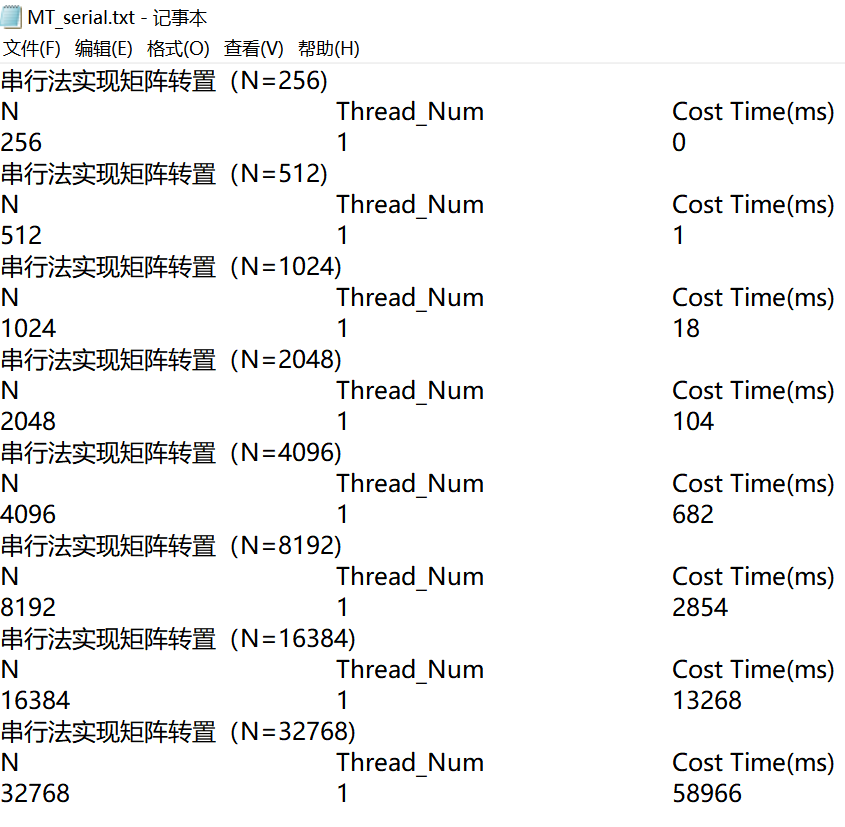 MT_serial.txt - 记事本
文件(F) 编辑(E) 格式(O) 查看(V) 帮助(H)
串行法实现矩阵转置（N=256)
N Thread_Num Cost Time(ms)
256 1 0
串行法实现矩阵转置（N=512)
N Thread_Num Cost Time(ms)
512 1 1
串行法实现矩阵转置（N=1024)
N Thread_Num Cost Time(ms)
1024 1 18
串行法实现矩阵转置（N=2048)
N Thread_Num Cost Time(ms)
2048 1 104
串行法实现矩阵转置（N=4096)
N Thread_Num Cost Time(ms)
4096 1 682
串行法实现矩阵转置（N=8192)
N Thread_Num Cost Time(ms)
8192 1 2854
串行法实现矩阵转置（N=16384)
N Thread_Num Cost Time(ms)
16384 1 13268
串行法实现矩阵转置（N=32768)
N Thread_Num Cost Time(ms)
32768 1 58966